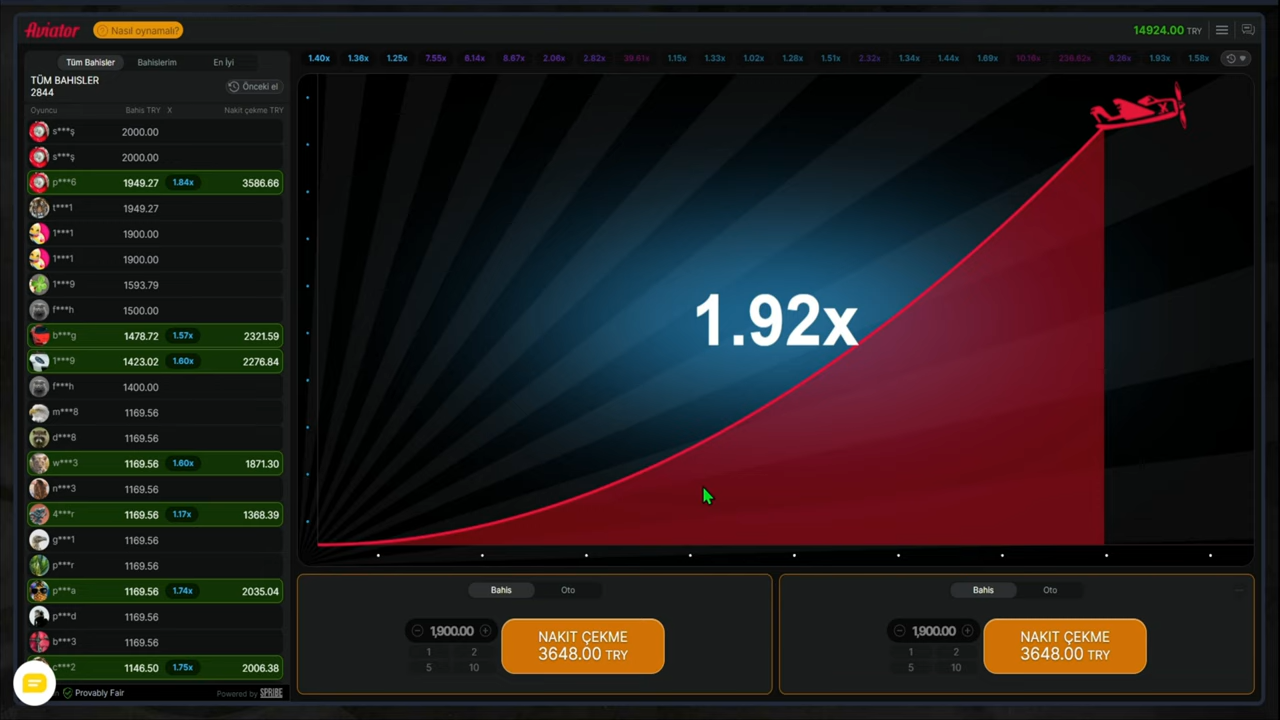 Aviator
Nasıl oynamalı?
14924.00 TRY
Tüm Bahisler Bahislerim En İyi
TÜM BAHISLER
2844
Önceki el
Oyuncu Bahis TRY X Nakit çekme TRY
s***ş 2000.00
s***ş 2000.00
p***6 1949.27 1.84x 3586.66
t***1 1949.27
1***1 1900.00
1***1 1900.00
1***9 1593.79
f***h 1500.00
b***g 1478.72 1.57x 2321.59
1***9 1423.02 1.60x 2276.84
f***h 1400.00
m***8 1169.56
d***8 1169.56
w***3 1169.56 1.60x 1871.30
n***3 1169.56
4***r 1169.56 1.17x 1368.39
g***1 1169.56
p***r 1169.56
p***a 1169.56 1.74x 2035.04
p***d 1169.56
b***3 1169.56
c***2 1146.50 1.75x 2006.38
Provably Fair Powered by SPRIBE
1.40x 1.36x 1.25x 7.55x 6.14x 8.67x 2.06x 2.82x 39.61x 1.15x 1.33x 1.02x 1.28x 1.51x 2.32x 1.34x 1.44x 1.69x 10.16x 236.62x 6.26x 1.93x 1.58x
X
1.92x
Bahis Oto
1,900.00
1 2
5 10
NAKIT ÇEKME
3648.00 TRY
Bahis Oto
1,900.00
1 2
5 10
NAKIT ÇEKME
3648.00 TRY